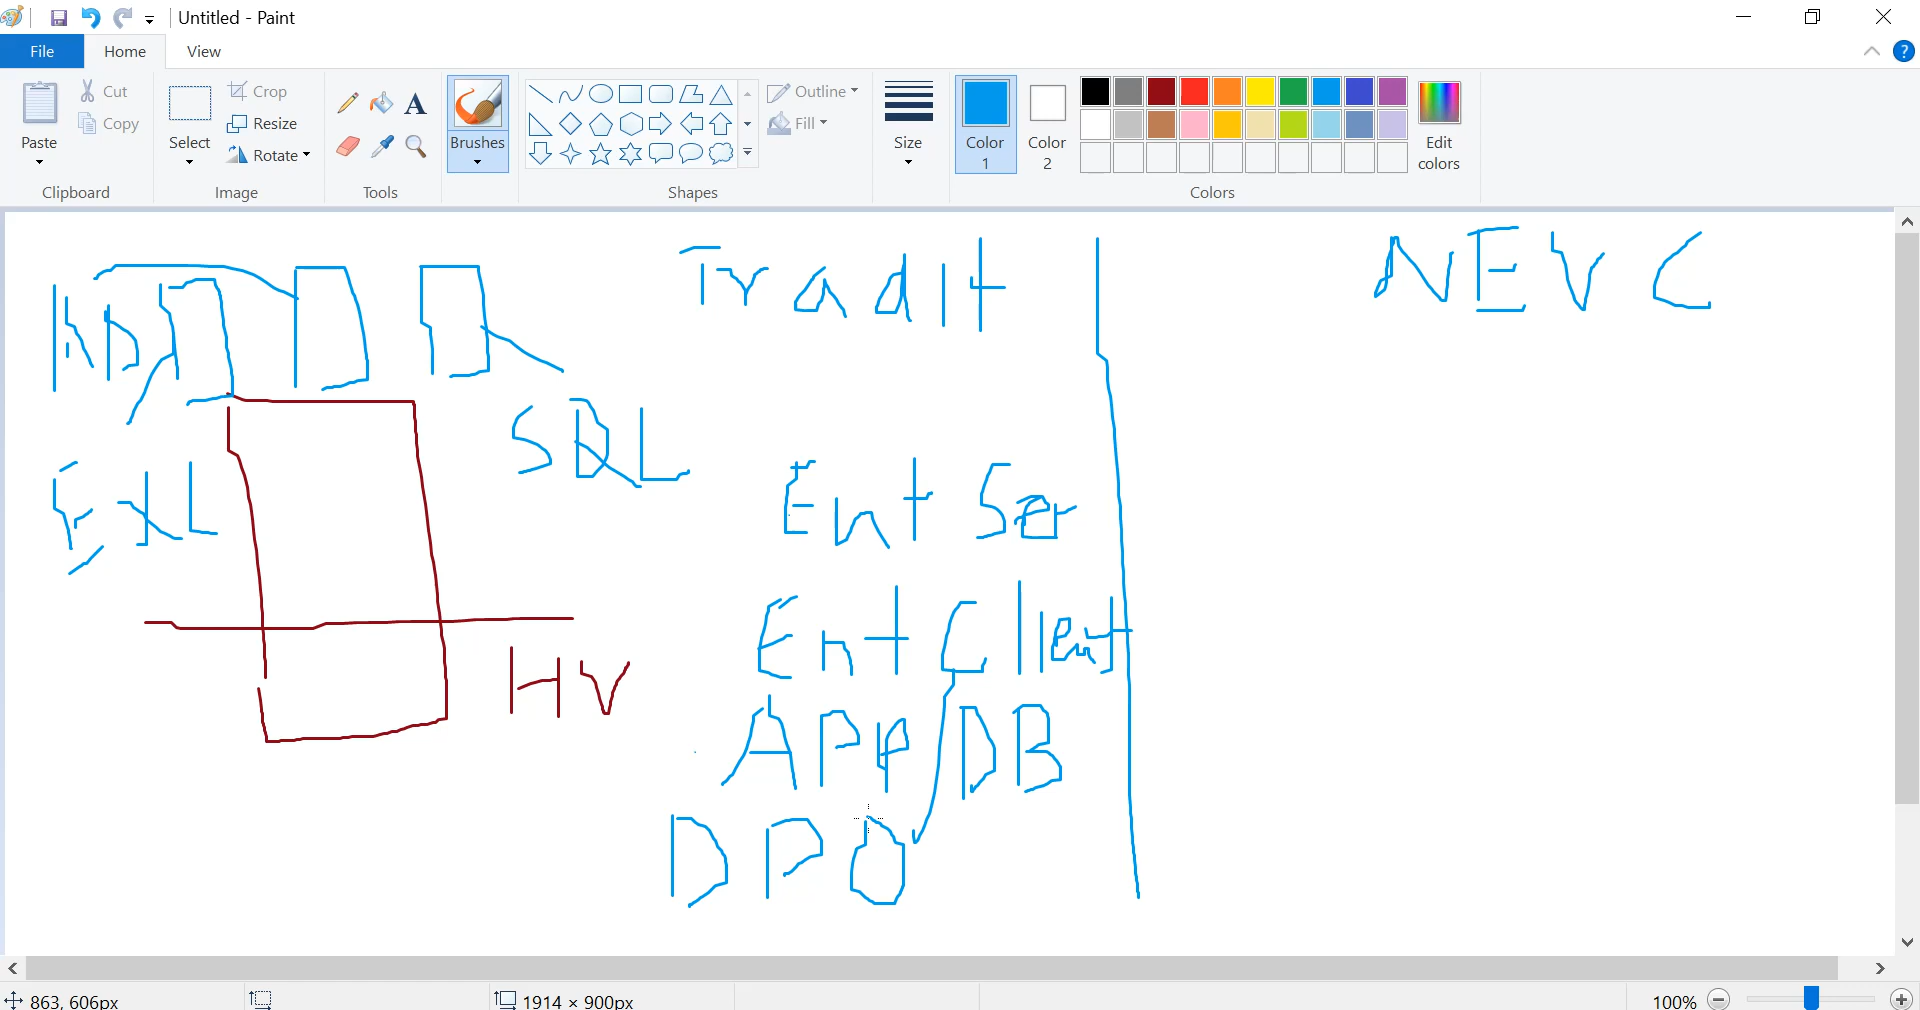 Untitled - Paint
File Home View
Paste
Cut
Copy
Clipboard
Select
Crop
Resize
Rotate
Image
A
Tools
Brushes
Shapes
Outline
Fill
Size
Color 1
Color 2
Edit colors
Colors
Tradit
NEVC
SQL
ExL
Ent Ser
Ent Client
HV
APP DB
DPO
863, 606px
1914 × 900px
100%